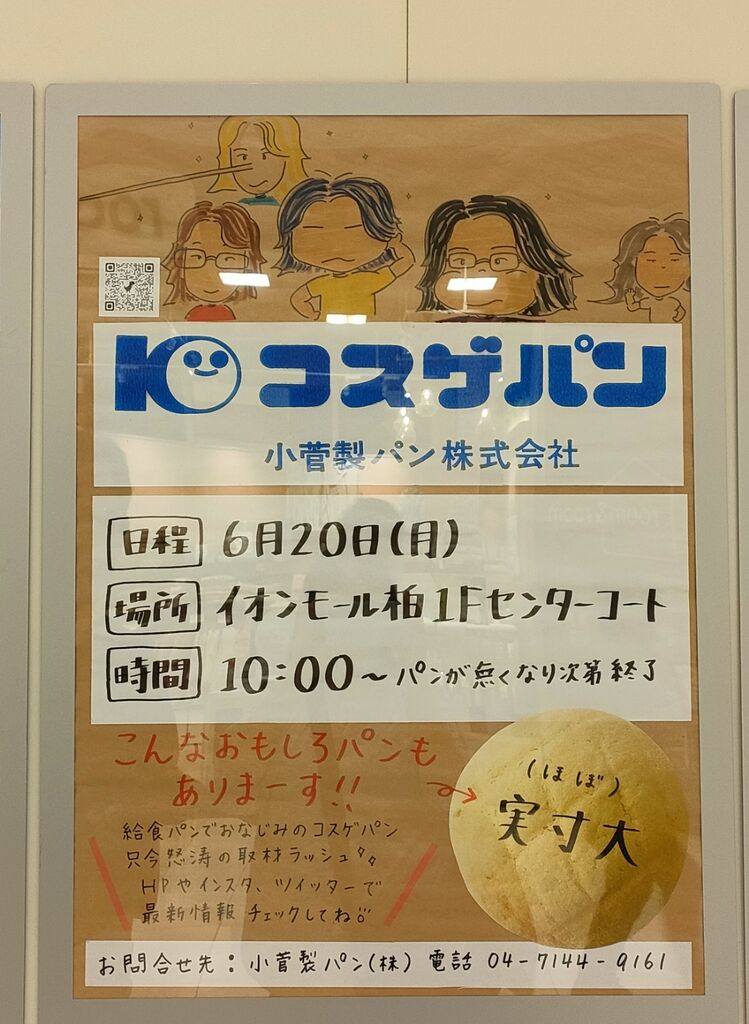 コスゲパン
小菅製パン株式会社
日程 6月20日(月)
場所 イオンモール柏1Fセンターコート
時間 10:00~パンが無くなり次第終了
こんなおもしろパンも
ありまーす!!
(ほぼ)
実寸大
給食パンでおなじみのコスゲパン
只今怒涛の取材ラッシュ
HPやインスタ、ツイッターで
最新情報チェックしてね
お問合せ先:小菅製パン(株) 電話 04-7144-9161